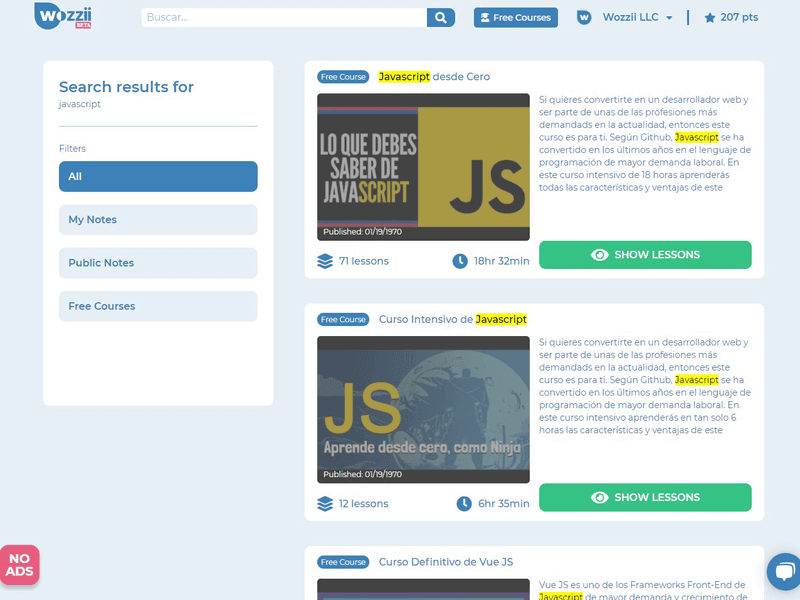 Wozzii
BETA
Buscar...
Free Courses
w
Wozzii LLC
207 pts
Search results for
javascript
Filters
All
My Notes
Public Notes
Free Courses
Free Course
Javascript desde Cero
LO QUE DEBES
SABER DE
JAVASCRIPT
JS
Published: 01/19/1970
71 lessons
18hr 32min
Si quieres convertirte en un desarrollador web y
ser parte de unas de las profesiones más
demandads en la actualidad, entonces este
curso es para ti. Según Github, Javascript se ha
convertido en los últimos años en el lenguaje de
programación de mayor demanda laboral. En
este curso intensivo de 18 horas aprenderás
todas las características y ventajas de este
SHOW LESSONS
Free Course
Curso Intensivo de Javascript
JS
Aprende desde cero, como Ninja
Published: 01/19/1970
12 lessons
6hr 35min
Si quieres convertirte en un desarrollador web y
ser parte de unas de las profesiones más
demandads en la actualidad, entonces este
curso es para ti. Según Github, Javascript se ha
convertido en los últimos años en el lenguaje de
programación de mayor demanda laboral. En
este curso intensivo aprenderás en tan solo 6
horas las características y ventajas de este
SHOW LESSONS
Free Course
Curso Definitivo de Vue JS
Vue JS es uno de los Frameworks Front-End de
Javascript de mayor demanda y crecimiento de
NO
ADS